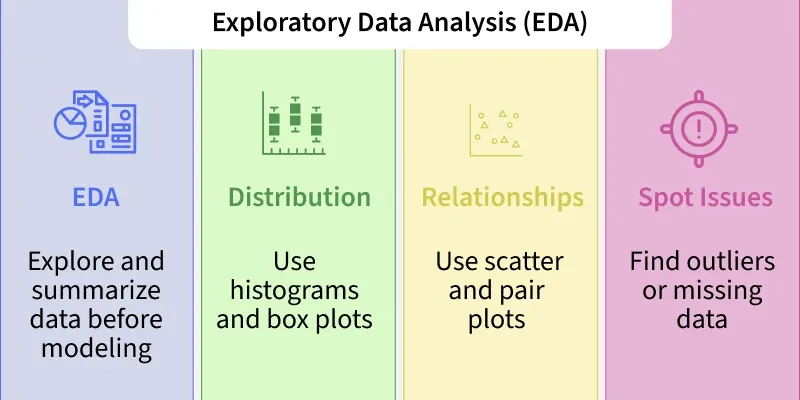 Exploratory Data Analysis (EDA)
EDA
Explore and
summarize
data before
modeling
Distribution
Use
histograms
and box plots
Relationships
Use scatter
and pair
plots
Spot Issues
Find outliers
or missing
data